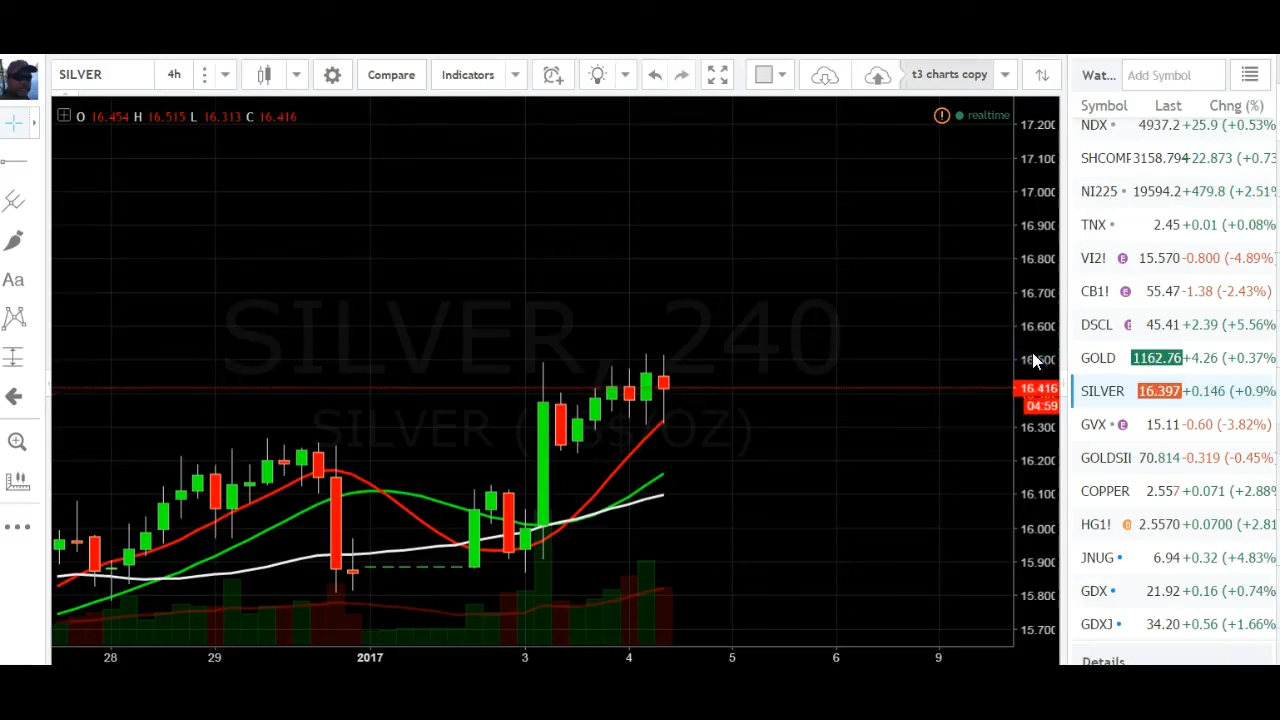 SILVER 4h Compare Indicators t3 charts copy
O 16.454 H 16.515 L 16.313 C 16.416
realtime
SILVER, 240
SILVER
OZ)
17.200
17.100
17.000
16.900
16.800
16.700
16.600
16.416
04:59
16.300
16.200
16.100
16.000
15.900
15.800
15.700
28 29 2017 3 4 5 6 9
Aa
Wat... Add Symbol
Symbol Last Chng (%)
NDX 4937.2 +25.9 (+0.53%
SHCOMP 3158.794 +22.873 (+0.73
NI225 19594.2 +479.8 (+2.51%
TNX 2.45 +0.01 (+0.08%
VI2! E 15.570 -0.800 (-4.89%)
CB1! E 55.47 -1.38 (-2.43%)
DSCL 45.41 +2.39 (+5.56%
GOLD 1162.76 +4.26 (+0.37%
SILVER 16.397 +0.146 (+0.9%
GVX E 15.11 -0.60 (-3.82%)
GOLDSIL 70.814 -0.319 (-0.45%)
COPPER 2.557 +0.071 (+2.88%
HG1! D 2.5570 +0.0700 (+2.81
JNUG 6.94 +0.32 (+4.83%
GDX 21.92 +0.16 (+0.74%
GDXJ 34.20 +0.56 (+1.66%
Details